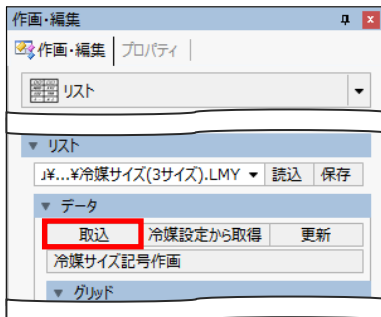 作画・編集
作画・編集 プロパティ
リスト
リスト
J¥...¥冷媒サイズ(3サイズ).LMY 読込 保存
データ
取込 冷媒設定から取得 更新
冷媒サイズ記号作画
グリッド